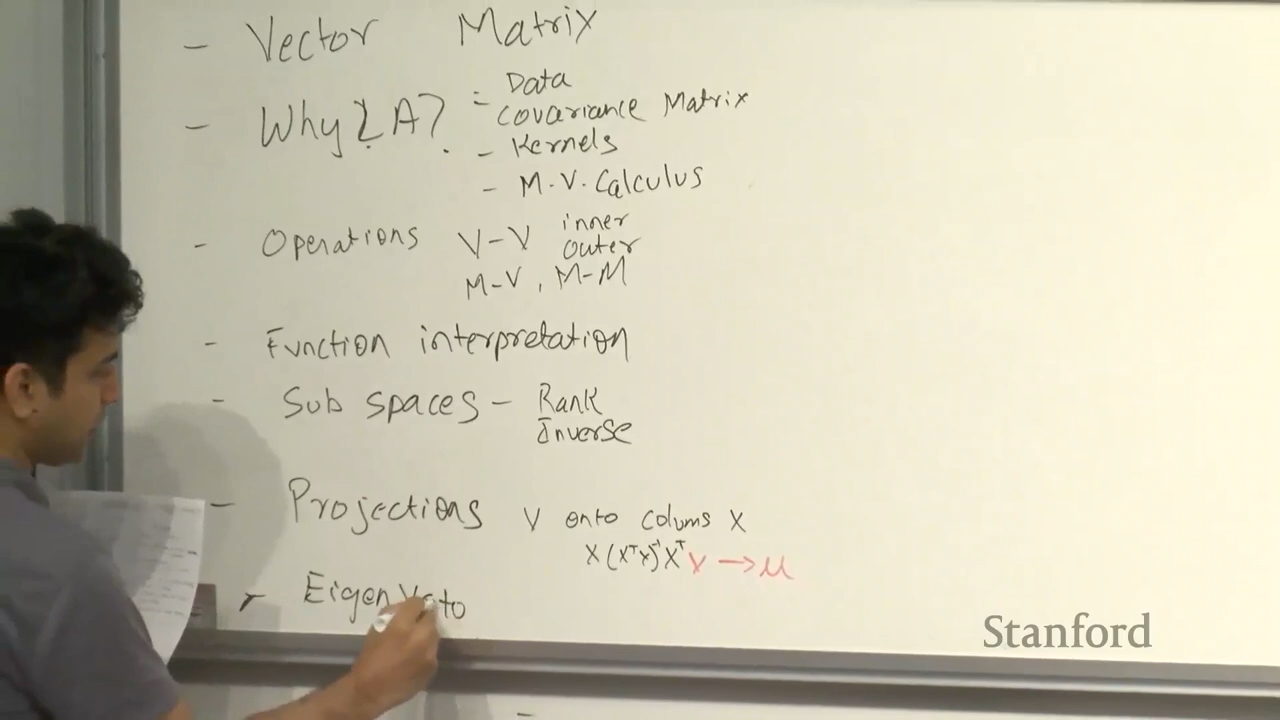 - Vector Matrix
- Why LA? - Data
Covariance Matrix
- Kernels
- M.V. Calculus
- Operations V-V inner
outer
M-V, M-M
- Function interpretation
- Sub spaces - Rank
Inverse
- Projections V onto colums X
X(XᵀX)⁻¹Xᵀ V → u
- Eigen Vecto
Stanford